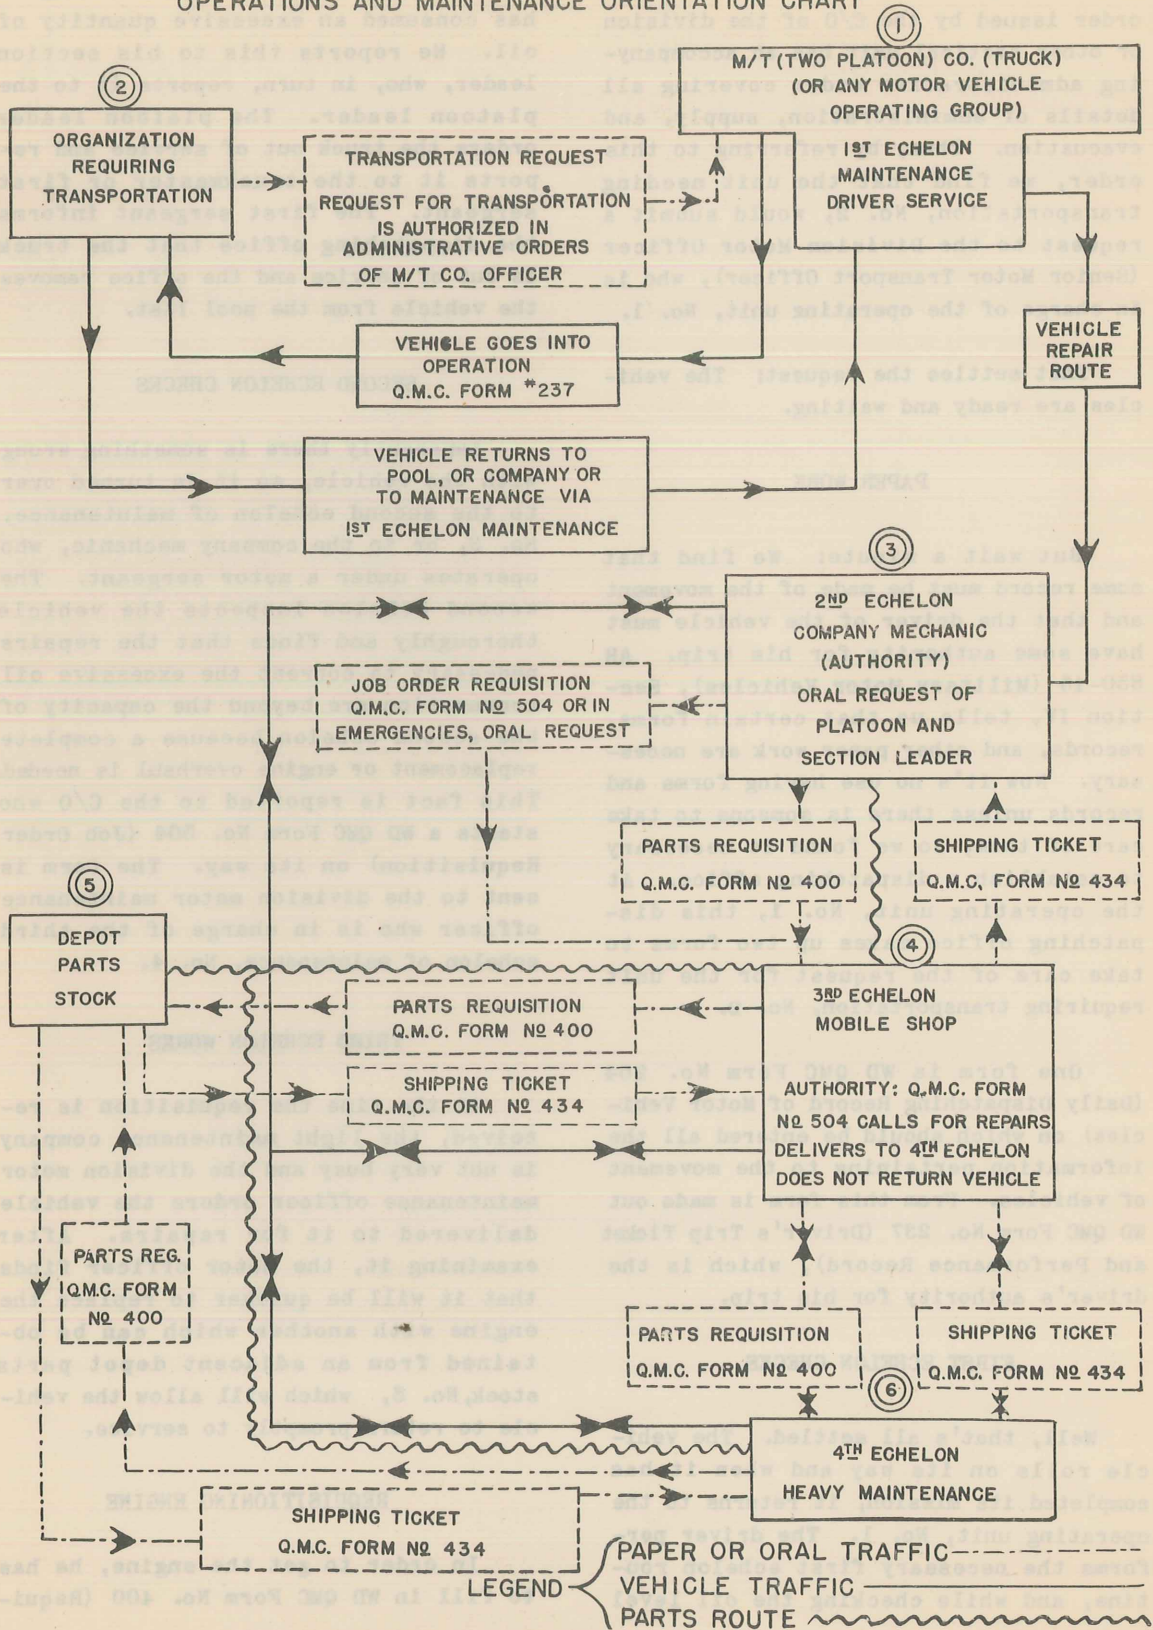 OPERATIONS AND MAINTENANCE ORIENTATION CHART
1
M/T (TWO PLATOON) CO. (TRUCK)
(OR ANY MOTOR VEHICLE
OPERATING GROUP)
1ST ECHELON
MAINTENANCE
DRIVER SERVICE
2
ORGANIZATION
REQUIRING
TRANSPORTATION
TRANSPORTATION REQUEST
REQUEST FOR TRANSPORTATION
IS AUTHORIZED IN
ADMINISTRATIVE ORDERS
OF M/T CO. OFFICER
VEHICLE GOES INTO
OPERATION
Q.M.C. FORM #237
VEHICLE
REPAIR
ROUTE
VEHICLE RETURNS TO
POOL, OR COMPANY OR
TO MAINTENANCE VIA
1ST ECHELON MAINTENANCE
3
2ND ECHELON
COMPANY MECHANIC
(AUTHORITY)
ORAL REQUEST OF
PLATOON AND
SECTION LEADER
JOB ORDER REQUISITION
Q.M.C. FORM No 504 OR IN
EMERGENCIES, ORAL REQUEST
PARTS REQUISITION
Q.M.C. FORM No 400
SHIPPING TICKET
Q.M.C, FORM No 434
5
DEPOT
PARTS
STOCK
4
3RD ECHELON
MOBILE SHOP
AUTHORITY: Q.M.C. FORM
No 504 CALLS FOR REPAIRS
DELIVERS TO 4TH ECHELON
DOES NOT RETURN VEHICLE
PARTS REQUISITION
Q.M.C. FORM No 400
SHIPPING TICKET
Q.M.C. FORM No 434
PARTS REG.
Q.M.C. FORM
No 400
PARTS REQUISITION
Q.M.C. FORM No 400
SHIPPING TICKET
Q.M.C. FORM No 434
6
4TH ECHELON
HEAVY MAINTENANCE
SHIPPING TICKET
Q.M.C. FORM No 434
LEGEND
PAPER OR ORAL TRAFFIC
VEHICLE TRAFFIC
PARTS ROUTE